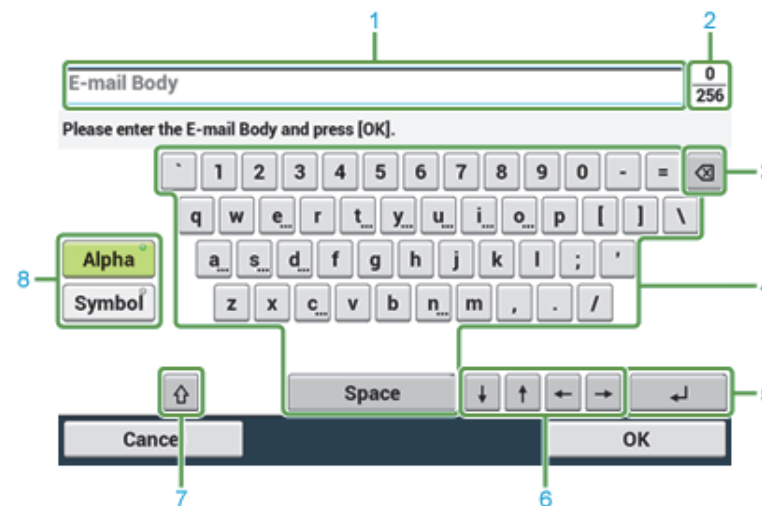 1 2
E-mail Body 0
256
Please enter the E-mail Body and press [OK].
` 1 2 3 4 5 6 7 8 9 0 - =
q w e... r t... y... u... i... o... p [ ] \
Alpha a... s... d... f g h j k l ; '
8
Symbol z x c... v b n... m , . /
Space ↓ ↑ ← →
Cancel OK
7 6